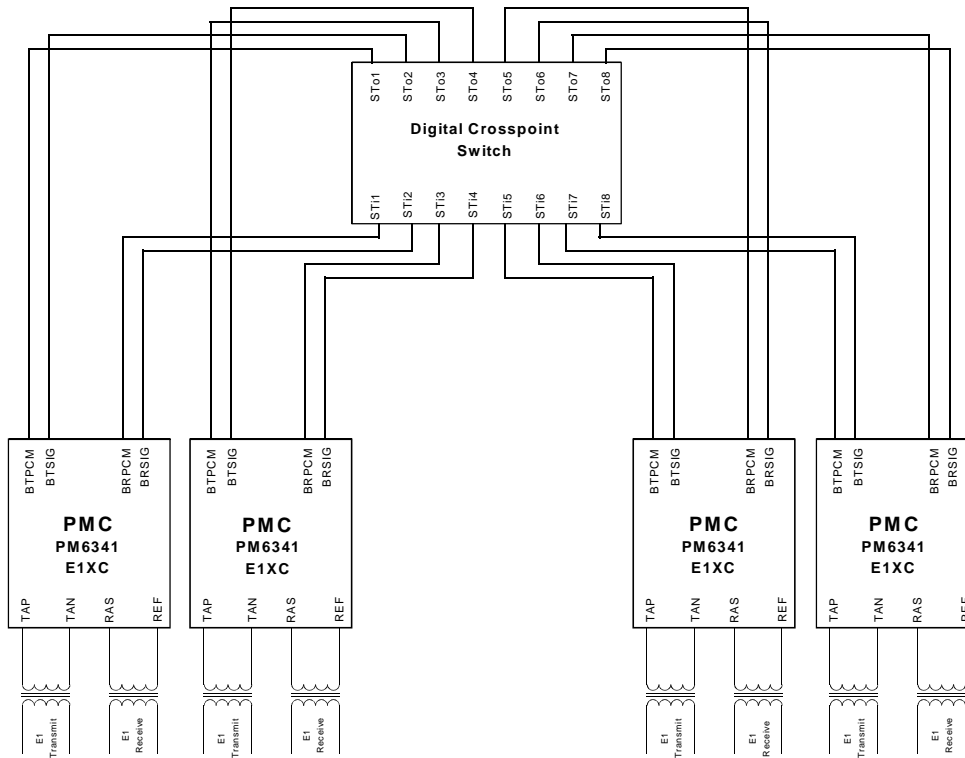 STo1
STo2
STo3
STo4
STo5
STo6
STo7
STo8
Digital Crosspoint
Switch
STi1
STi2
STi3
STi4
STi5
STi6
STi7
STi8
BTPCM
BTSIG
BRPCM
BRSIG
PMC
PM6341
E1XC
TAP
TAN
RAS
REF
E1
Transmit
E1
Receive
BTPCM
BTSIG
BRPCM
BRSIG
PMC
PM6341
E1XC
TAP
TAN
RAS
REF
E1
Transmit
E1
Receive
BTPCM
BTSIG
BRPCM
BRSIG
PMC
PM6341
E1XC
TAP
TAN
RAS
REF
E1
Transmit
E1
Receive
BTPCM
BTSIG
BRPCM
BRSIG
PMC
PM6341
E1XC
TAP
TAN
RAS
REF
E1
Transmit
E1
Receive